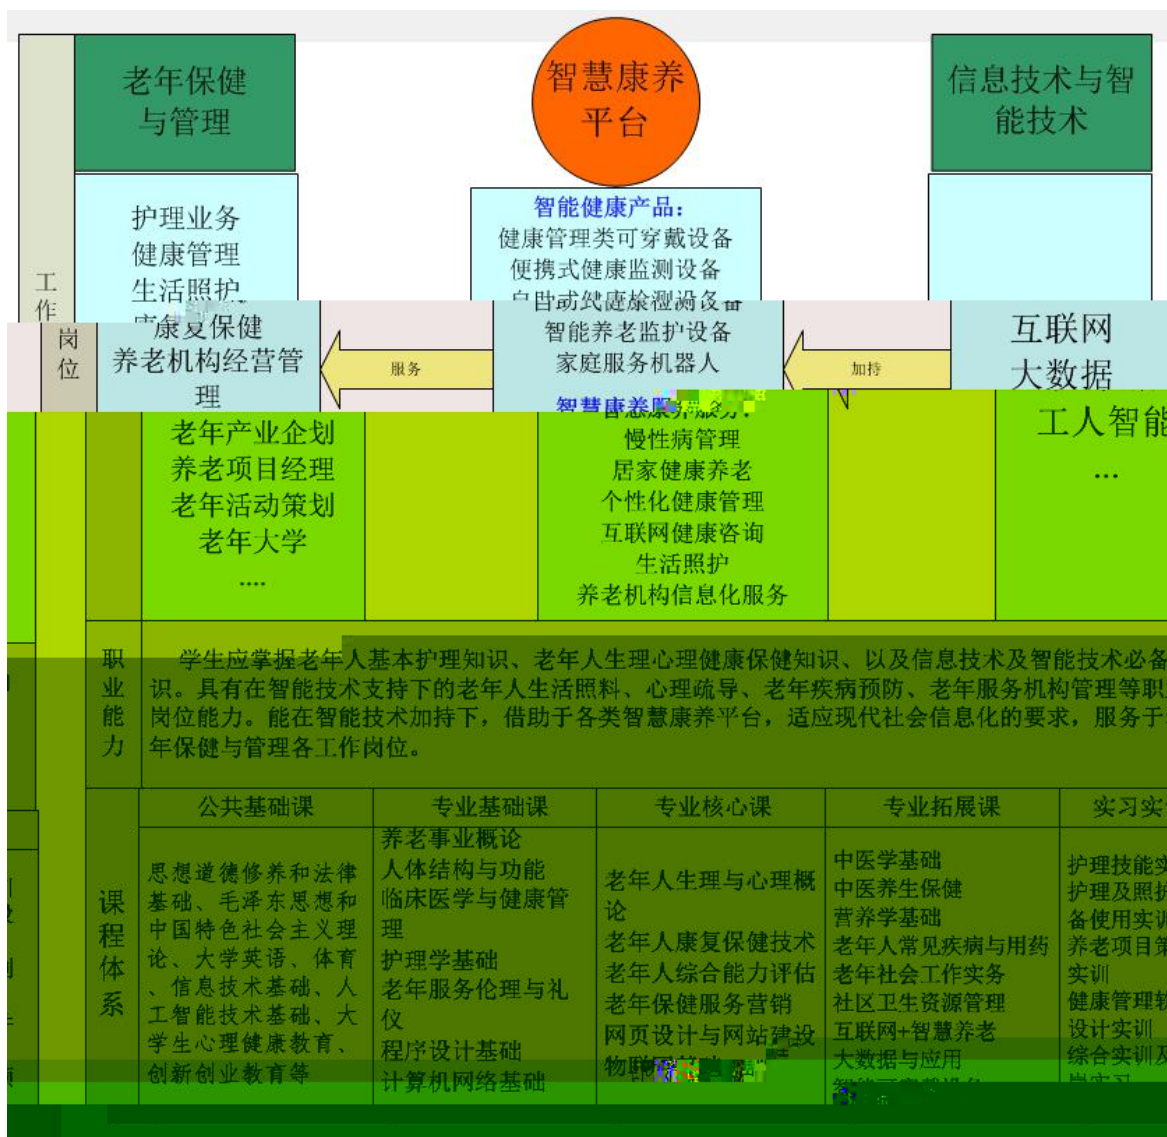 老年保健
与管理
智慧康养
平台
信息技术与智
能技术
工
作
岗
位
护理业务
健康管理
生活照护
康复保健
养老机构经营管
理
老年产业企划
养老项目经理
老年活动策划
老年大学
....
服务
智能健康产品：
健康管理类可穿戴设备
便携式健康监测设备
智能养老监护设备
家庭服务机器人
智慧康养
慢性病管理
居家健康养老
个性化健康管理
互联网健康咨询
生活照护
养老机构信息化服务
加持
互联网
大数据
工人智能
...
职
业
能
力
学生应掌握老年人基本护理知识、老年人生理心理健康保健知识、以及信息技术及智能技术必备
识。具有在智能技术支持下的老年人生活照料、心理疏导、老年疾病预防、老年服务机构管理等职
岗位能力。能在智能技术加持下，借助于各类智慧康养平台，适应现代社会信息化的要求，服务于
年保健与管理各工作岗位。
课
程
体
系
公共基础课
思想道德修养和法律
基础、毛泽东思想和
中国特色社会主义理
论、大学英语、体育
、信息技术基础、人
工智能技术基础、大
学生心理健康教育、
创新创业教育等
专业基础课
养老事业概论
人体结构与功能
临床医学与健康管
理
护理学基础
老年服务伦理与礼
仪
程序设计基础
计算机网络基础
专业核心课
老年人生理与心理概
论
老年人康复保健技术
老年人综合能力评估
老年保健服务营销
网页设计与网站建设
专业拓展课
中医学基础
中医养生保健
营养学基础
老年人常见疾病与用药
老年社会工作实务
社区卫生资源管理
互联网+智慧养老
大数据与应用
实习实
护理技能实
护理及照护
备使用实训
养老项目策
实训
健康管理软
设计实训
综合实训及